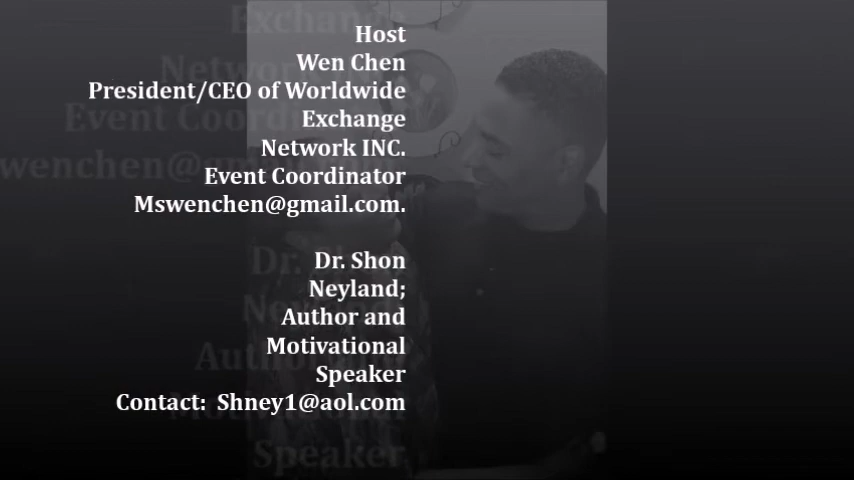 Host
Wen Chen
President/CEO of Worldwide
Exchange
Network INC.
Event Coordinator
Mswenchen@gmail.com.
Dr. Shon
Neyland;
Author and
Motivational
Speaker
Contact:  Shney1@aol.com